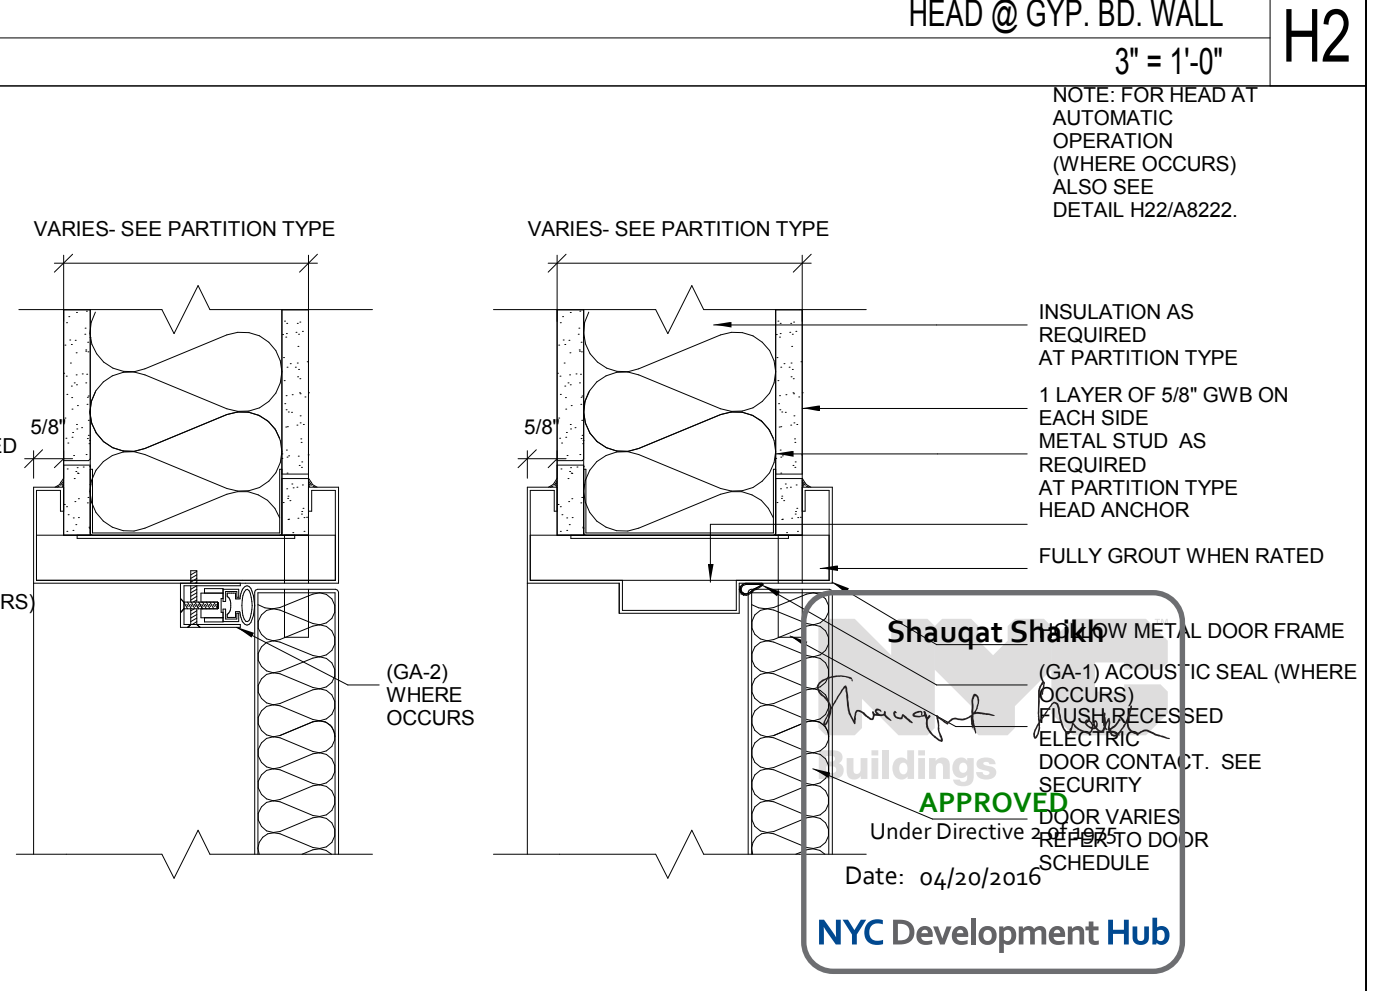 HEAD @ GYP. BD. WALL
H2
3" = 1'-0"
NOTE: FOR HEAD AT
AUTOMATIC
OPERATION
(WHERE OCCURS)
ALSO SEE
DETAIL H22/A8222.
VARIES- SEE PARTITION TYPE
VARIES- SEE PARTITION TYPE
INSULATION AS
REQUIRED
AT PARTITION TYPE
1 LAYER OF 5/8" GWB ON
EACH SIDE
METAL STUD AS
REQUIRED
AT PARTITION TYPE
HEAD ANCHOR
FULLY GROUT WHEN RATED
5/8"
5/8"
ED
RS)
(GA-2)
WHERE
OCCURS
HOLLOW METAL DOOR FRAME
(GA-1) ACOUSTIC SEAL (WHERE
OCCURS)
FLUSH RECESSED
ELECTRIC
DOOR CONTACT. SEE
SECURITY
DOOR VARIES
REFER TO DOOR
SCHEDULE
Shauqat Shaikh
NYC
Buildings
APPROVED
Under Directive 2 of 1975
Date: 04/20/2016
NYC Development Hub